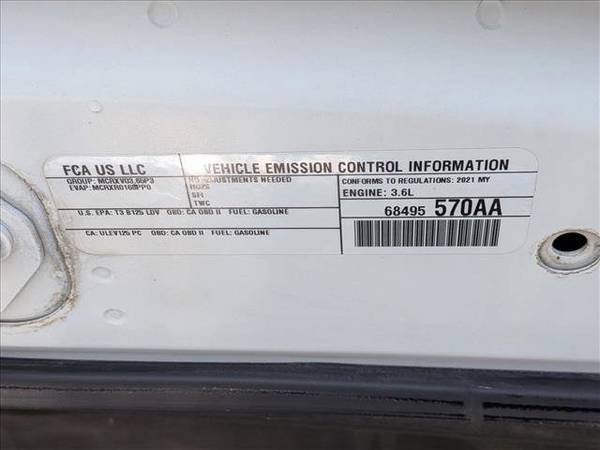 FCA US LLC
VEHICLE EMISSION CONTROL INFORMATION
GROUP: MCRXV03.65P3
EVAP:
NO ADJUSTMENTS NEEDED
HO2S
SFI
TWC
CONFORMS TO REGULATIONS: 2021 MY
ENGINE: 3.6L
U.S. EPA: T3 B125 LDV OBD: CA OBD II FUEL: GASOLINE
68495 570AA
CA: ULEV125 PC OBD: CA OBD II FUEL: GASOLINE